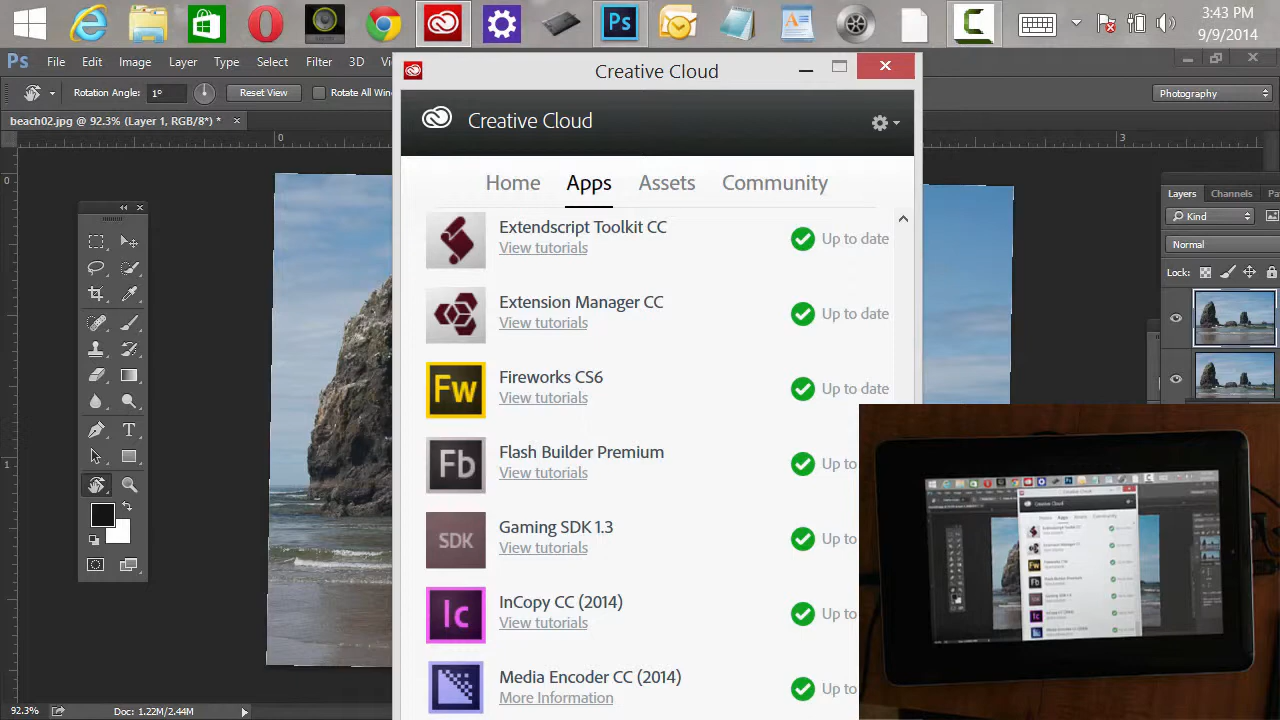 3:43 PM
9/9/2014
Ps
Ps File Edit Image Layer Type Select Filter 3D
Creative Cloud
Rotation Angle: 1° Reset View Rotate All Win
Photography
beach02.jpg @ 92.3% (Layer 1, RGB/8*) *
Creative Cloud
0
3
Home Apps Assets Community
Layers Channels
Kind
Normal
Lock:
Extendscript Toolkit CC
View tutorials
Up to date
Extension Manager CC
View tutorials
Up to date
Fw
Fireworks CS6
View tutorials
Up to date
Fb
Flash Builder Premium
View tutorials
Up to
SDK
Gaming SDK 1.3
View tutorials
Up to
Ic
InCopy CC (2014)
View tutorials
Up to
Media Encoder CC (2014)
More Information
Up to
0
1
T
92.3% Doc: 1.22M/2.44M